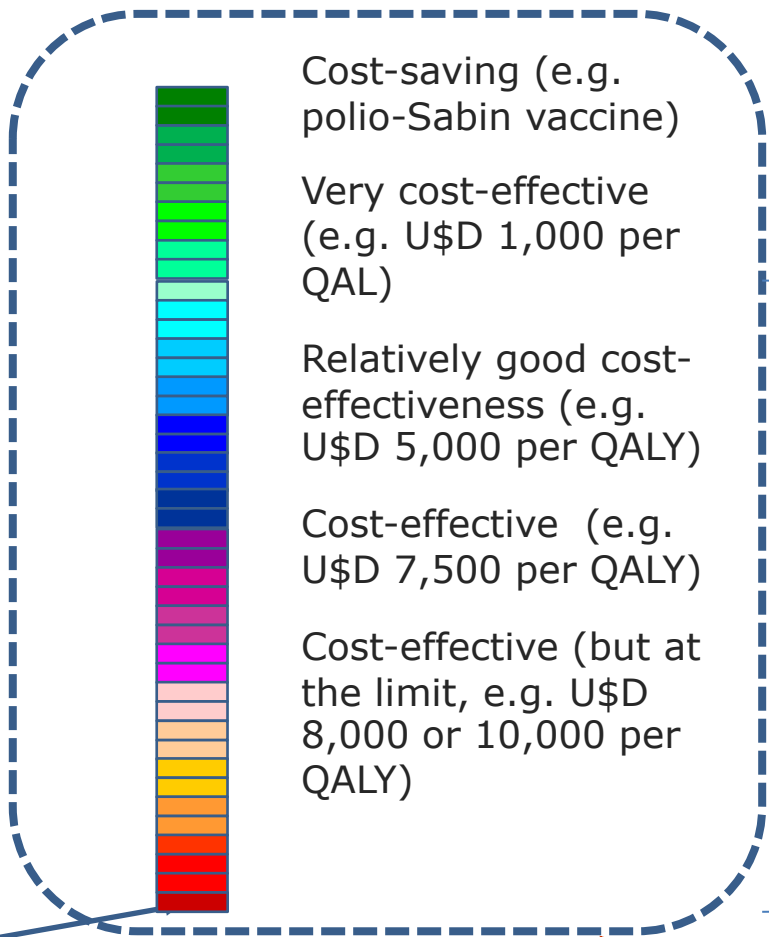 Cost-saving (e.g.
polio-Sabin vaccine)
Very cost-effective
(e.g. U$D 1,000 per
QAL)
Relatively good cost-
effectiveness (e.g.
U$D 5,000 per QALY)
Cost-effective  (e.g.
U$D 7,500 per QALY)
Cost-effective (but at
the limit, e.g. U$D
8,000 or 10,000 per
QALY)